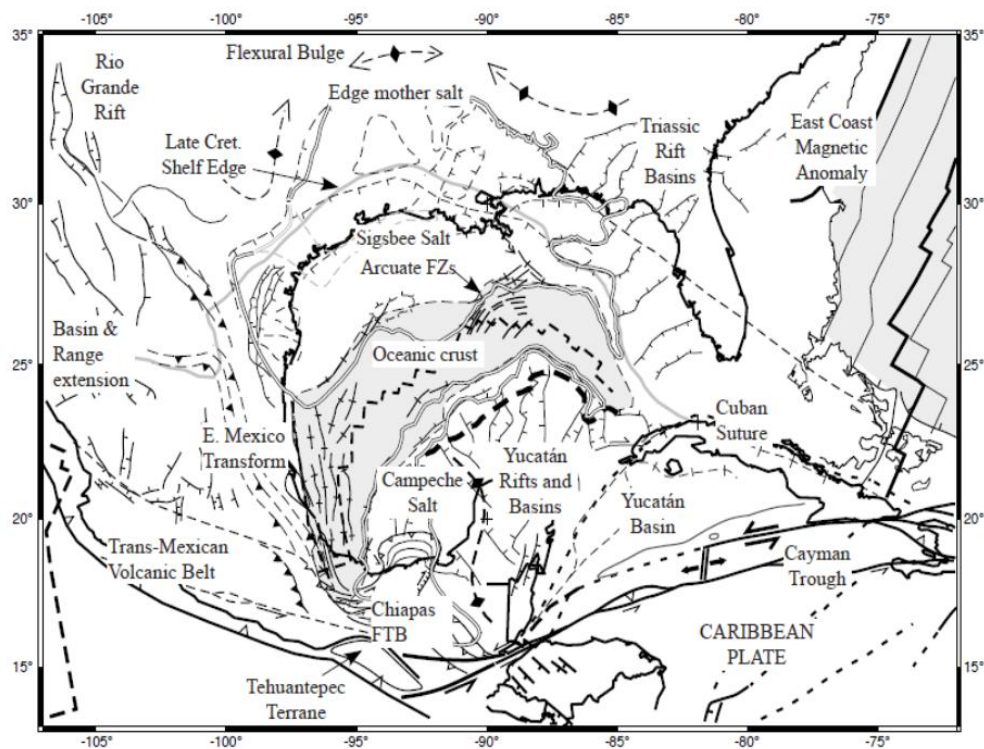 -105° -100° -95° -90° -85° -80° -75°
35° 35°
Rio
Grande
Rift
Flexural Bulge
Edge mother salt
Late Cret.
Shelf Edge
Triassic
Rift
Basins
East Coast
Magnetic
Anomaly
30° 30°
Sigsbee Salt
Arcuate FZs
Basin &
Range
extension
Oceanic crust
25° 25°
E. Mexico
Transform
Cuban
Suture
Campeche
Salt
Yucatán
Rifts and
Basins
Yucatán
Basin
20° 20°
Trans-Mexican
Volcanic Belt
Cayman
Trough
Chiapas
FTB
CARIBBEAN
PLATE
15° 15°
Tehuantepec
Terrane
-105° -100° -95° -90° -85° -80° -75°